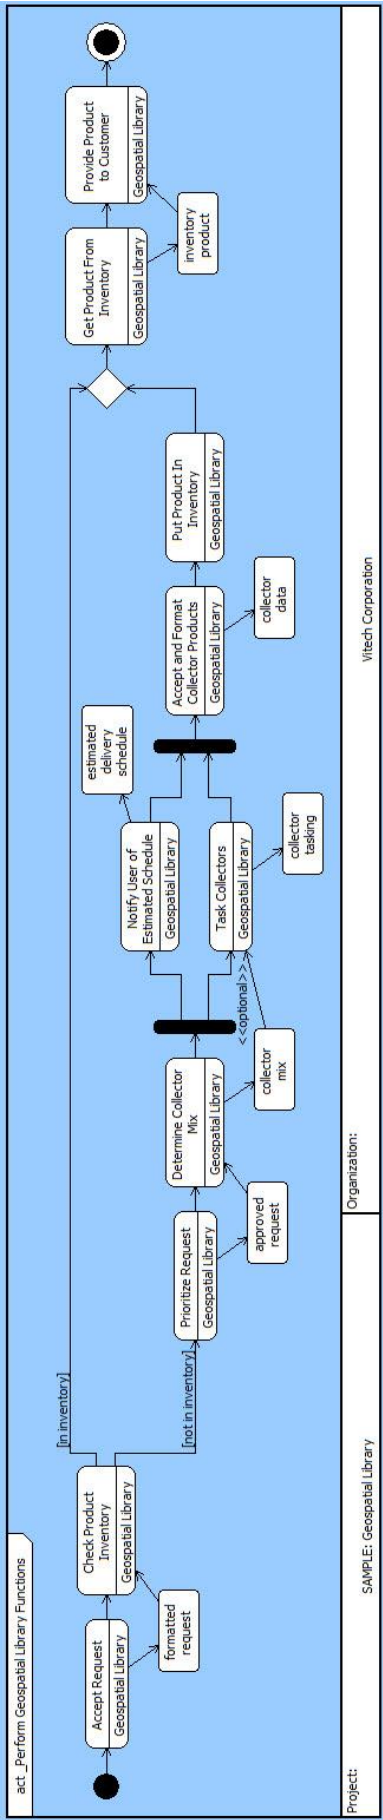 act _Perform Geospatial Library Functions
Accept Request
Geospatial Library
formatted
request
Check Product
Inventory
Geospatial Library
[in inventory]
[not in inventory]
Prioritize Request
Geospatial Library
approved
request
Determine Collector
Mix
Geospatial Library
collector
mix
<<optional>>
Notify User of
Estimated Schedule
Geospatial Library
estimated
delivery
schedule
Task Collectors
Geospatial Library
collector
tasking
Accept and Format
Collector Products
Geospatial Library
collector
data
Put Product In
Inventory
Geospatial Library
Get Product From
Inventory
Geospatial Library
inventory
product
Provide Product
to Customer
Geospatial Library
Project:
SAMPLE: Geospatial Library
Organization:
Vitech Corporation